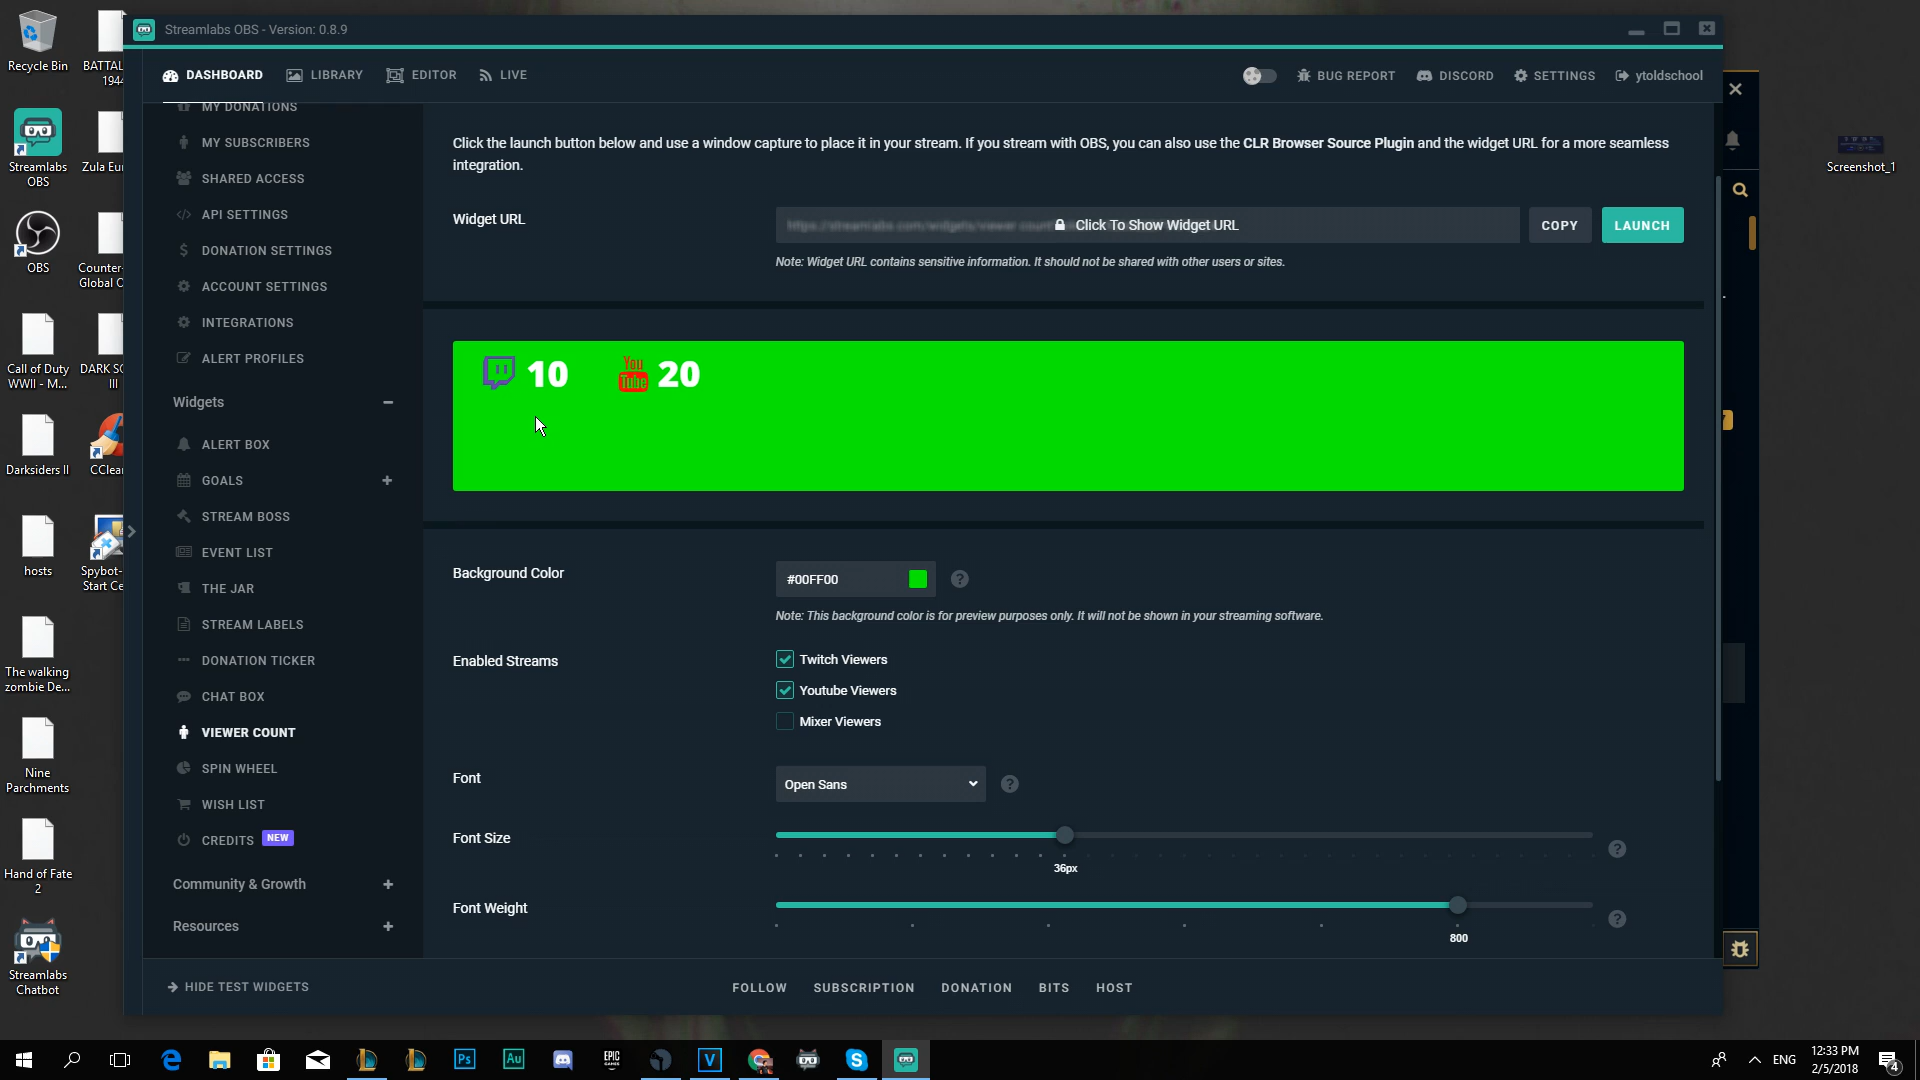 Streamlabs OBS - Version: 0.8.9
DASHBOARD
LIBRARY
EDITOR
LIVE
BUG REPORT
DISCORD
SETTINGS
ytoldschool
MY DONATIONS
MY SUBSCRIBERS
SHARED ACCESS
API SETTINGS
DONATION SETTINGS
ACCOUNT SETTINGS
INTEGRATIONS
ALERT PROFILES
Widgets
ALERT BOX
GOALS
STREAM BOSS
EVENT LIST
THE JAR
STREAM LABELS
DONATION TICKER
CHAT BOX
VIEWER COUNT
SPIN WHEEL
WISH LIST
CREDITS NEW
Community & Growth
Resources
HIDE TEST WIDGETS
Click the launch button below and use a window capture to place it in your stream. If you stream with OBS, you can also use the CLR Browser Source Plugin and the widget URL for a more seamless
integration.
Widget URL
Click To Show Widget URL
COPY
LAUNCH
Note: Widget URL contains sensitive information. It should not be shared with other users or sites.
10
You
Tube
20
Background Color
#00FF00
Note: This background color is for preview purposes only. It will not be shown in your streaming software.
Enabled Streams
Twitch Viewers
Youtube Viewers
Mixer Viewers
Font
Open Sans
Font Size
36px
Font Weight
800
FOLLOW
SUBSCRIPTION
DONATION
BITS
HOST
Recycle Bin
BATTAL
1944
Streamlabs
OBS
Zula Eu
OBS
Counter-
Global O
Call of Duty
WWII - M...
DARK SO
III
Darksiders II
CClea
hosts
Spybot-
Start Ce
The walking
zombie De...
Nine
Parchments
Hand of Fate
2
Streamlabs
Chatbot
Screenshot_1
Ps
Au
EPIC
GAMES
V
S
ENG
12:33 PM
2/5/2018
4